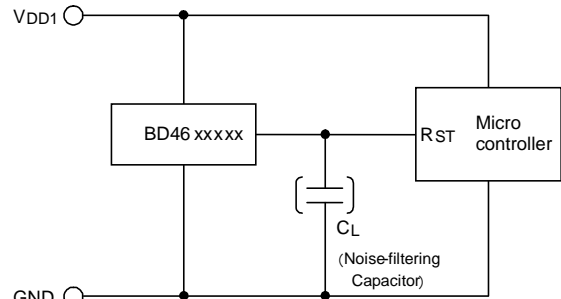 VDD1
BD46xxxxx
RST
Micro
controller
CL
(Noise-filtering
Capacitor)
GND